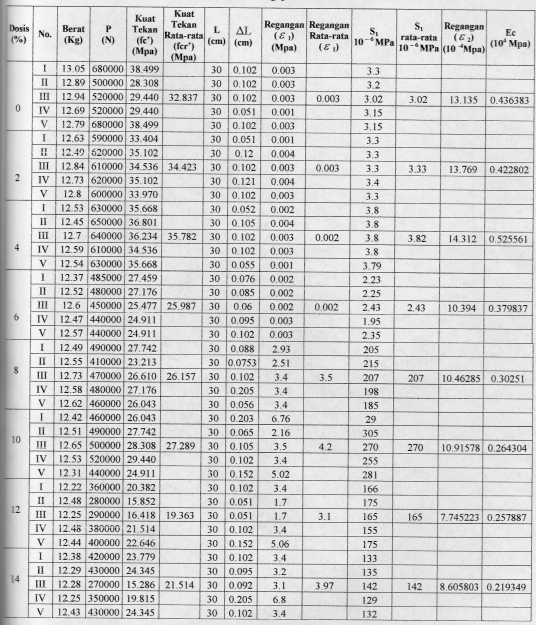 Dosis (%) No. Berat (Kg) P (N) Kuat Tekan (fc') (Mpa) Kuat Tekan Rata-rata (fcr') (Mpa) L (cm) ΔL (cm) Regangan (ε 1) (Mpa) Regangan Rata-rata (ε 1) S1 10 -6 MPa S1 rata-rata 10 -6 MPa Regangan (ε 2) (10 -4 Mpa) Ec (10 4 Mpa)
I 13.05 680000 38.499 30 0.102 0.003 3.3
II 12.89 500000 28.308 30 0.102 0.003 3.2
0 III 12.94 520000 29.440 32.837 30 0.102 0.003 0.003 3.02 3.02 13.135 0.436383
IV 12.69 520000 29.440 30 0.051 0.001 3.15
V 12.79 680000 38.499 30 0.102 0.003 3.15
I 12.63 590000 33.404 30 0.051 0.001 3.3
II 12.49 620000 35.102 30 0.12 0.004 3.3
2 III 12.84 610000 34.536 34.423 30 0.102 0.003 0.003 3.3 3.33 13.769 0.422802
IV 12.73 620000 35.102 30 0.121 0.004 3.4
V 12.8 600000 33.970 30 0.102 0.003 3.3
I 12.53 630000 35.668 30 0.052 0.002 3.8
II 12.45 650000 36.801 30 0.105 0.004 3.8
4 III 12.7 640000 36.234 35.782 30 0.102 0.003 0.002 3.8 3.82 14.312 0.525561
IV 12.59 610000 34.536 30 0.102 0.003 3.8
V 12.54 630000 35.668 30 0.055 0.001 3.79
I 12.37 485000 27.459 30 0.076 0.002 2.23
II 12.52 480000 27.176 30 0.085 0.002 2.25
6 III 12.6 450000 25.477 25.987 30 0.06 0.002 0.002 2.43 2.43 10.394 0.379837
IV 12.47 440000 24.911 30 0.095 0.003 1.95
V 12.57 440000 24.911 30 0.102 0.003 2.35
I 12.49 490000 27.742 30 0.088 2.93 205
II 12.55 410000 23.213 30 0.0753 2.51 215
8 III 12.73 470000 26.610 26.157 30 0.102 3.4 3.5 207 207 10.46285 0.30251
IV 12.58 480000 27.176 30 0.205 3.4 198
V 12.62 460000 26.043 30 0.056 3.4 185
I 12.42 460000 26.043 30 0.203 6.76 29
II 12.51 490000 27.742 30 0.065 2.16 305
10 III 12.65 500000 28.308 27.289 30 0.105 3.5 4.2 270 270 10.91578 0.264304
IV 12.53 520000 29.440 30 0.102 3.4 255
V 12.31 440000 24.911 30 0.152 5.02 281
I 12.22 360000 20.382 30 0.102 3.4 166
II 12.48 280000 15.852 30 0.051 1.7 175
12 III 12.25 290000 16.418 19.363 30 0.051 1.7 3.1 165 165 7.745223 0.257887
IV 12.48 380000 21.514 30 0.102 3.4 155
V 12.44 400000 22.646 30 0.152 5.06 175
I 12.38 420000 23.779 30 0.102 3.4 133
II 12.29 430000 24.345 30 0.095 3.2 135
14 III 12.28 270000 15.286 21.514 30 0.092 3.1 3.97 142 142 8.605803 0.219349
IV 12.25 350000 19.815 30 0.205 6.8 129
V 12.43 430000 24.345 30 0.102 3.4 132